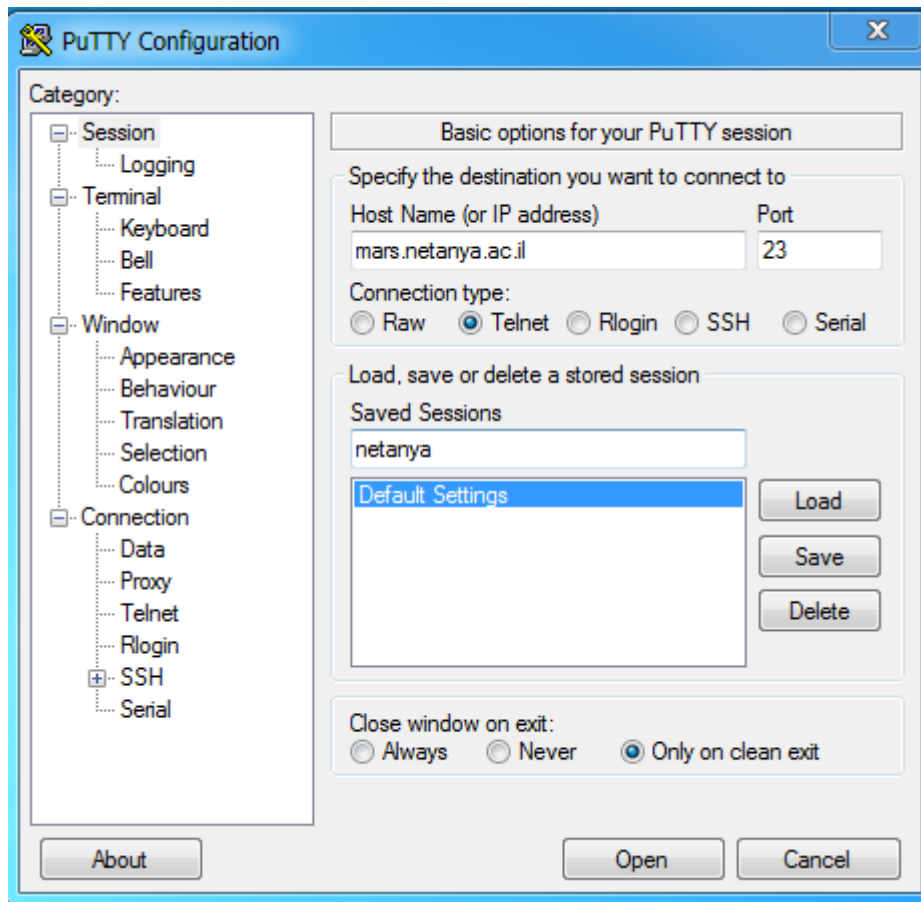 PuTTY Configuration
Category:
Session
Logging
Terminal
Keyboard
Bell
Features
Window
Appearance
Behaviour
Translation
Selection
Colours
Connection
Data
Proxy
Telnet
Rlogin
SSH
Serial
Basic options for your PuTTY session
Specify the destination you want to connect to
Host Name (or IP address) Port
mars.netanya.ac.il 23
Connection type:
Raw Telnet Rlogin SSH Serial
Load, save or delete a stored session
Saved Sessions
netanya
Default Settings
Load
Save
Delete
Close window on exit:
Always Never Only on clean exit
About Open Cancel